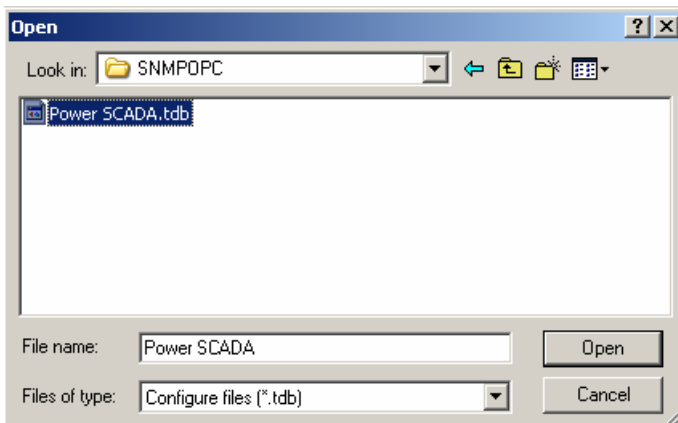 Open
Look in: SNMPOPC
Power SCADA.tdb
File name: Power SCADA Open
Files of type: Configure files (*.tdb) Cancel